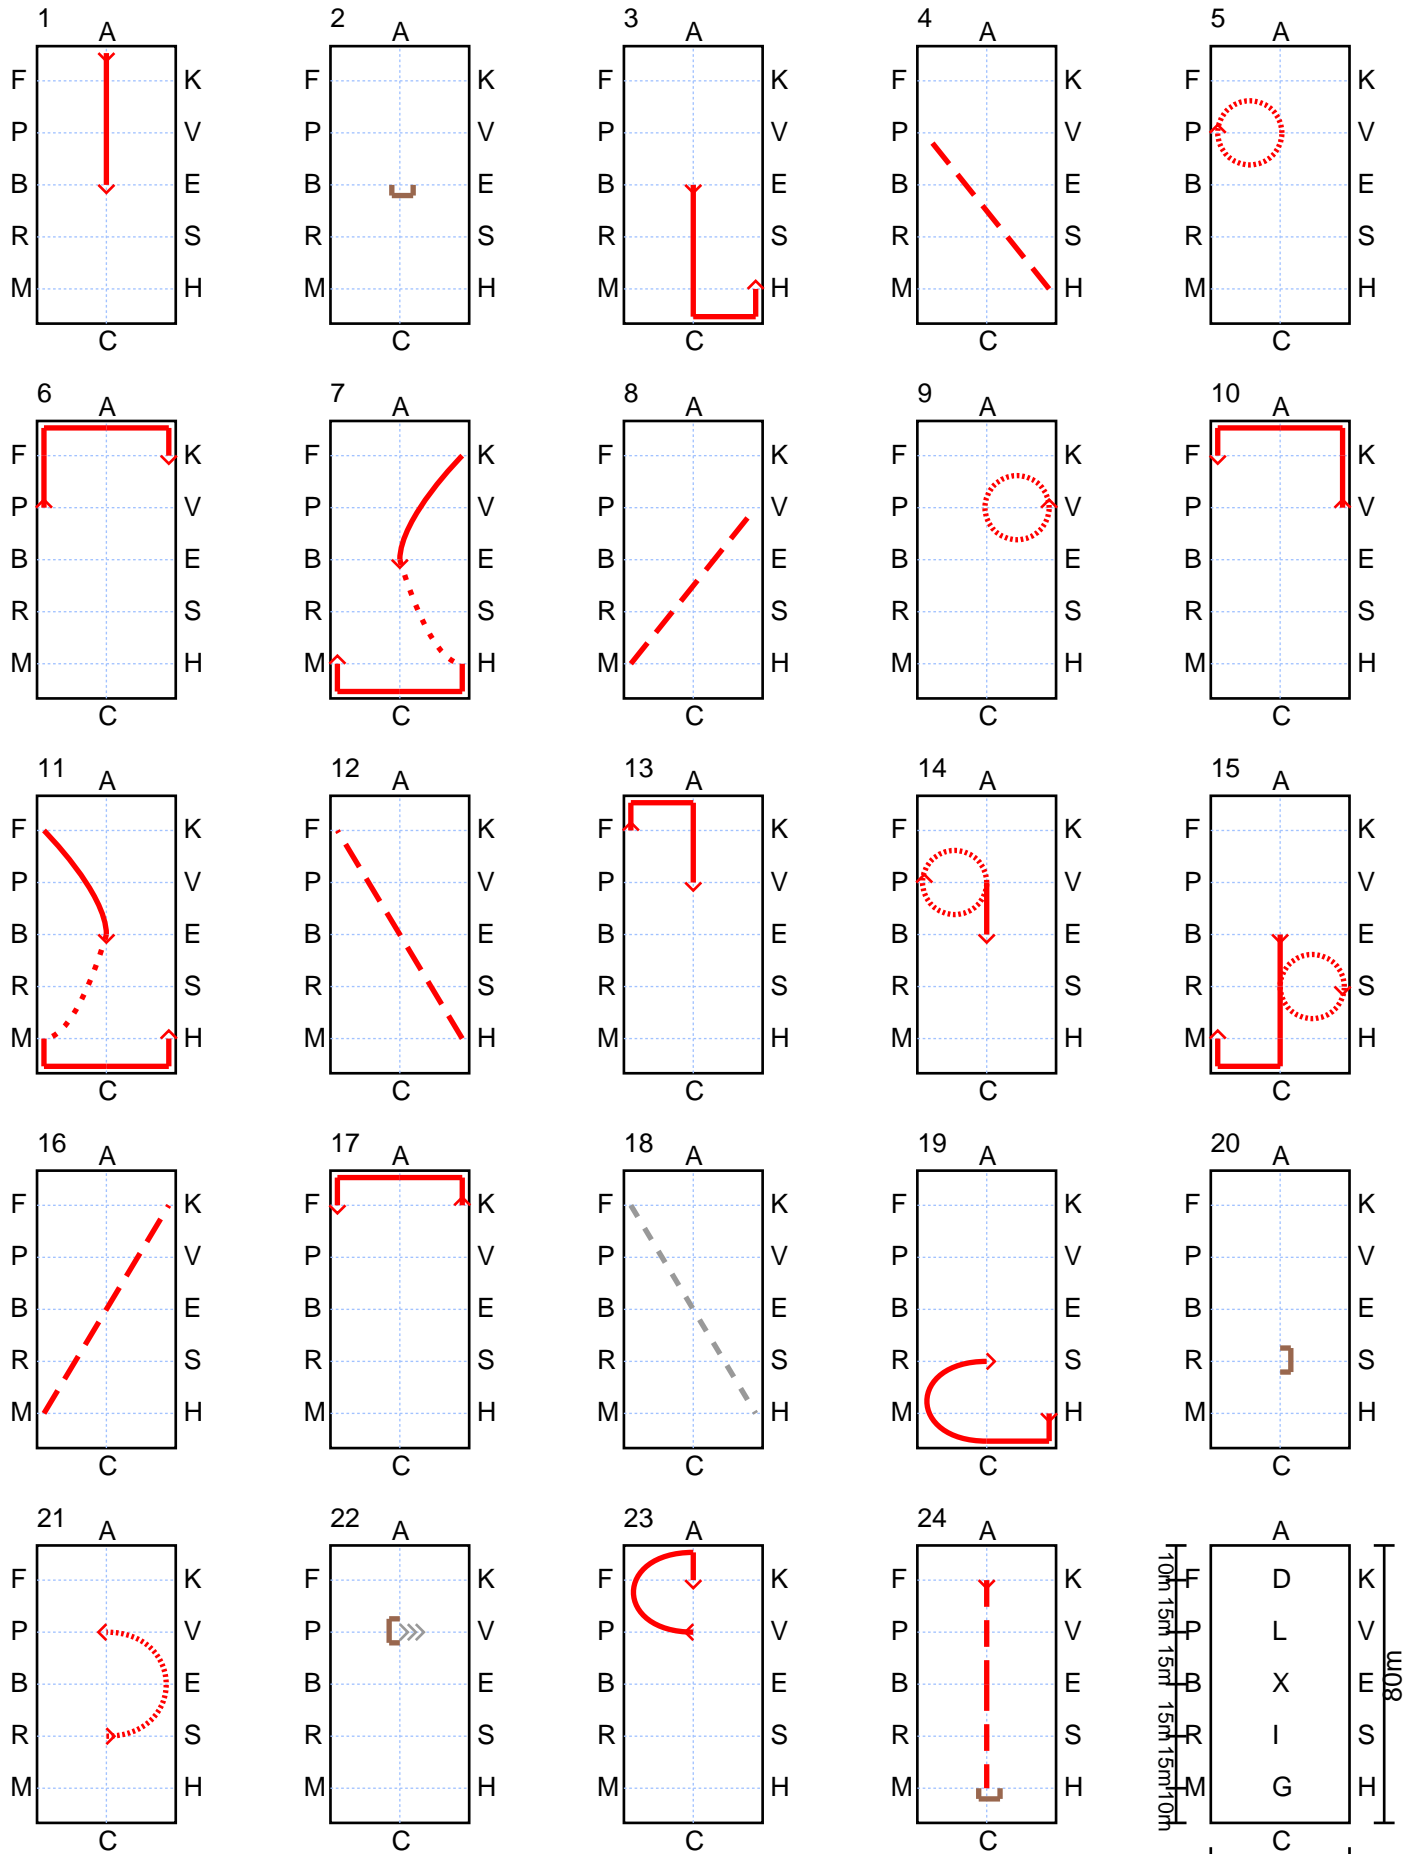 1 2 3 4 5
A A A A A
F K F K F K F K F K
P V P V P V P V P V
B E B E B E B E B E
R S R S R S R S R S
M H M H M H M H M H
C C C C C
6 7 8 9 10
A A A A A
F K F K F K F K F K
P V P V P V P V P V
B E B E B E B E B E
R S R S R S R S R S
M H M H M H M H M H
C C C C C
11 12 13 14 15
A A A A A
F K F K F K F K F K
P V P V P V P V P V
B E B E B E B E B E
R S R S R S R S R S
M H M H M H M H M H
C C C C C
16 17 18 19 20
A A A A A
F K F K F K F K F K
P V P V P V P V P V
B E B E B E B E B E
R S R S R S R S R S
M H M H M H M H M H
C C C C C
21 22 23 24
A A A A A
F K F K F K F K F D K
P V P V P V P V P L V
B E B E B E B E B X E
R S R S R S R S R I S
M H M H M H M H M G H
C C C C C
10m 15m 15m 15m 15m 10m
80m